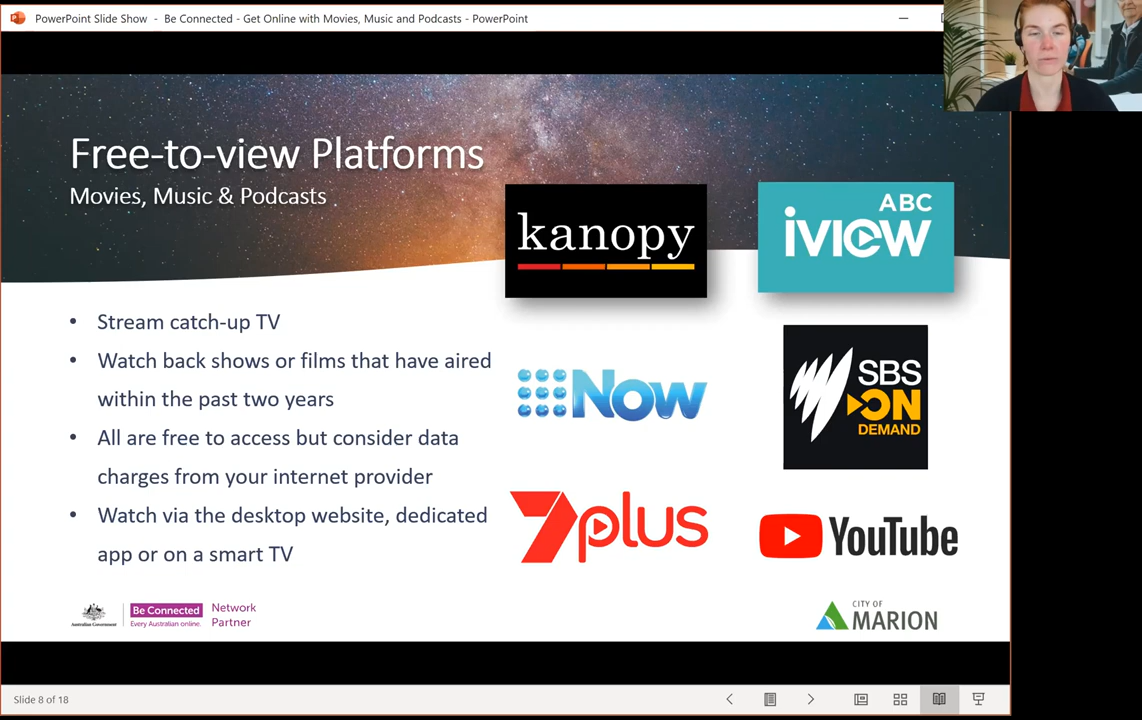 PowerPoint Slide Show - Be Connected - Get Online with Movies, Music and Podcasts - PowerPoint
Free-to-view Platforms
Movies, Music & Podcasts
kanopy
ABC
iview
• Stream catch-up TV
• Watch back shows or films that have aired
within the past two years
• All are free to access but consider data
charges from your internet provider
• Watch via the desktop website, dedicated
app or on a smart TV
Now
SBS
ON
DEMAND
7plus
YouTube
Australian Government
Be Connected
Every Australian online.
Network
Partner
CITY OF
MARION
Slide 8 of 18